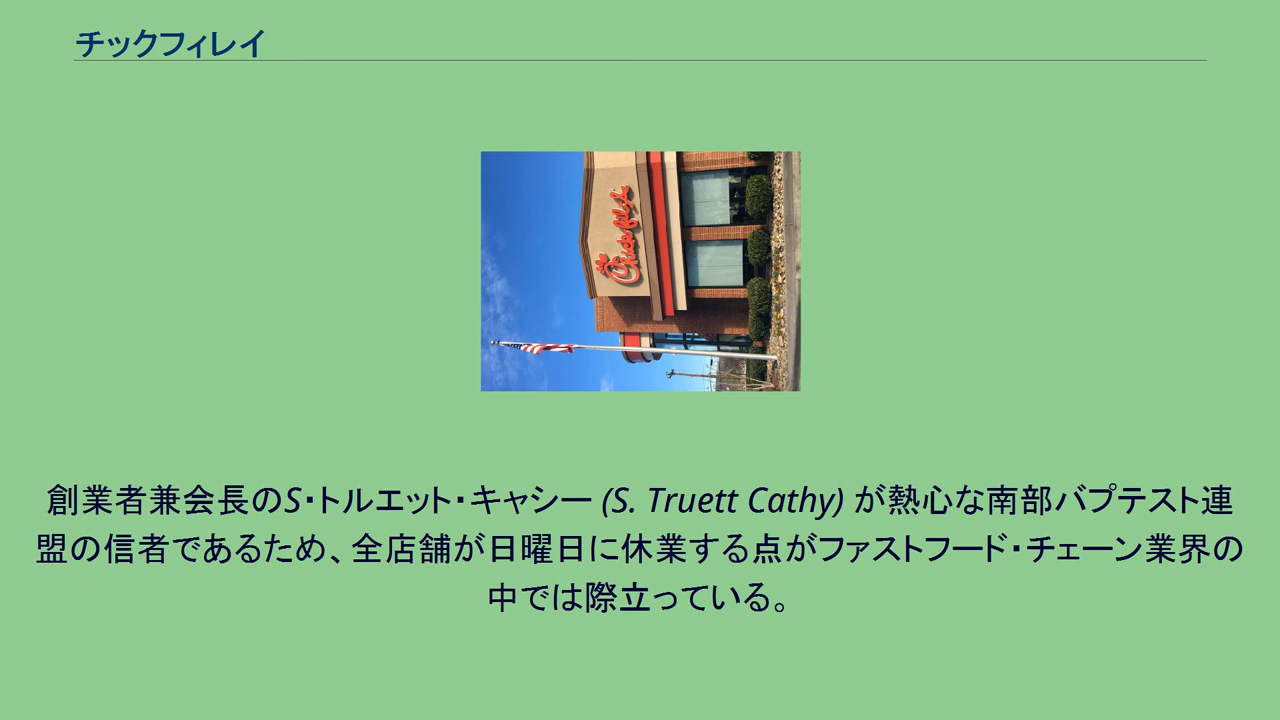 チックフィレイ
Chick-fil-A
創業者兼会長のS・トルエット・キャシー (S. Truett Cathy) が熱心な南部バプテスト連
盟の信者であるため、全店舗が日曜日に休業する点がファストフード・チェーン業界の
中では際立っている。